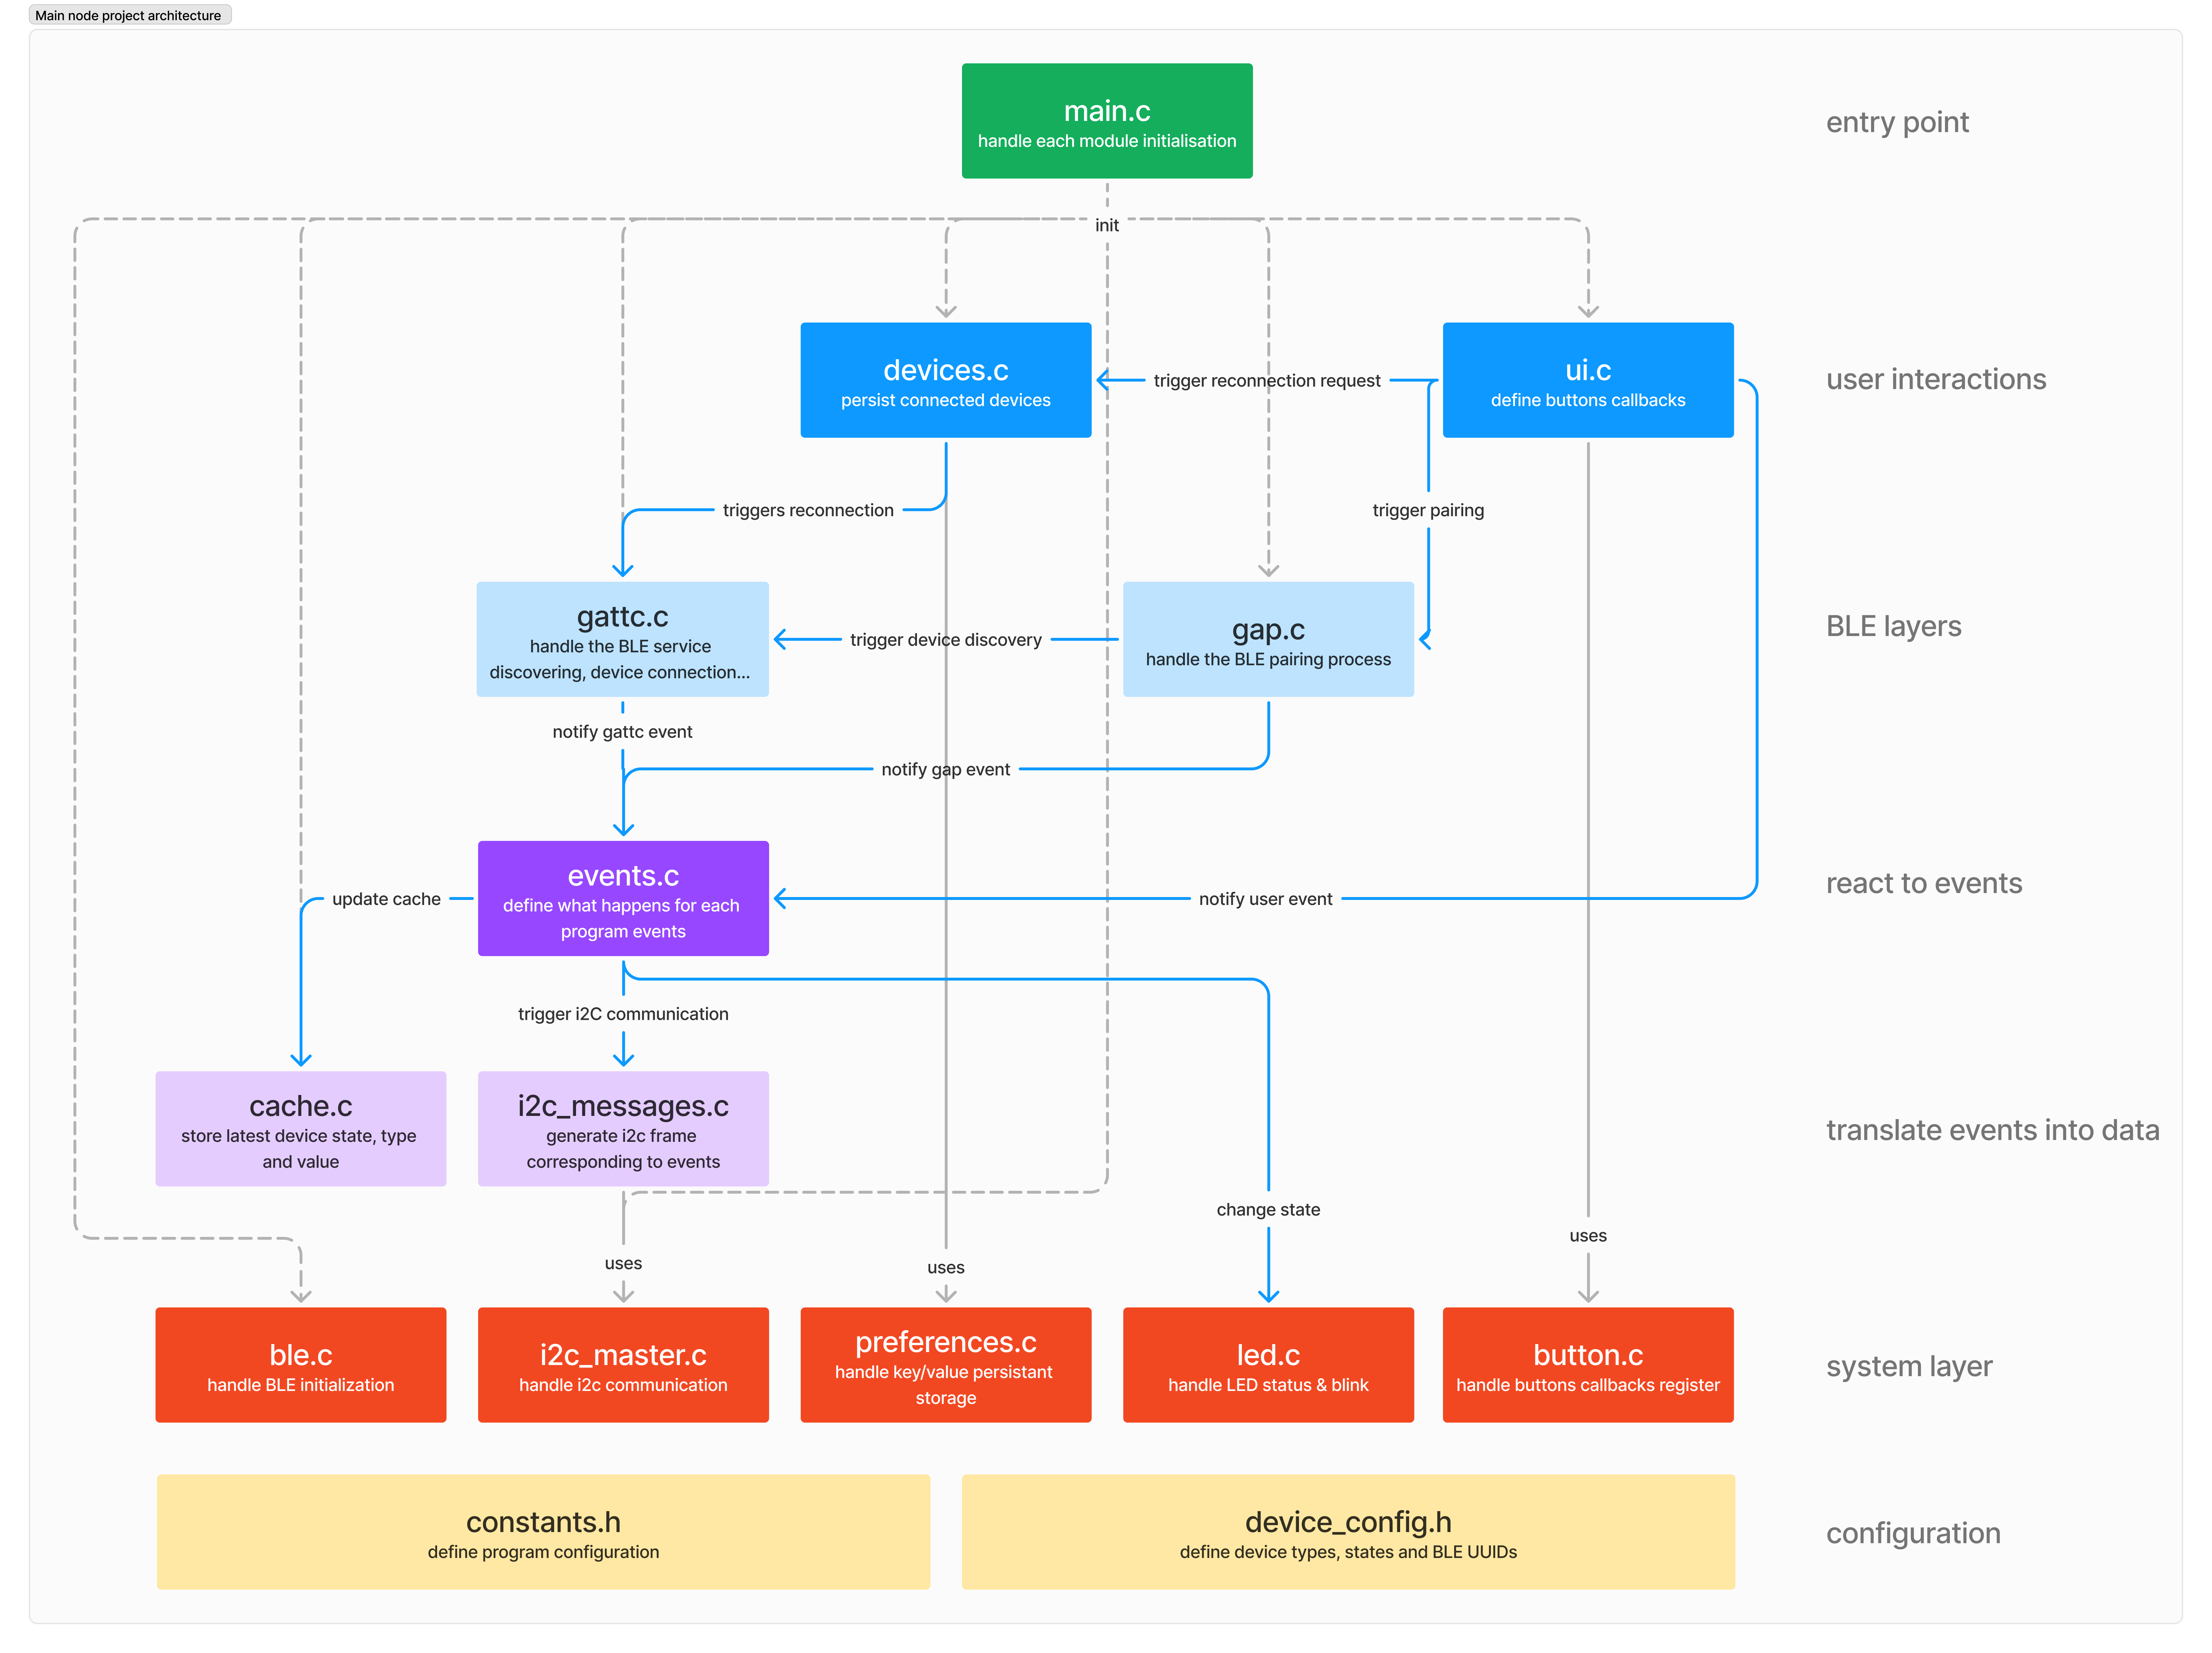 Main node project architecture
main.c
handle each module initialisation
entry point
init
devices.c
persist connected devices
trigger reconnection request
ui.c
define buttons callbacks
user interactions
triggers reconnection
trigger pairing
gattc.c
handle the BLE service
discovering, device connection...
trigger device discovery
gap.c
handle the BLE pairing process
BLE layers
notify gattc event
notify gap event
events.c
define what happens for each
program events
update cache
notify user event
react to events
trigger i2C communication
cache.c
store latest device state, type
and value
i2c_messages.c
generate i2c frame
corresponding to events
translate events into data
change state
uses
uses
uses
ble.c
handle BLE initialization
i2c_master.c
handle i2c communication
preferences.c
handle key/value persistant
storage
led.c
handle LED status & blink
button.c
handle buttons callbacks register
system layer
constants.h
define program configuration
device_config.h
define device types, states and BLE UUIDs
configuration